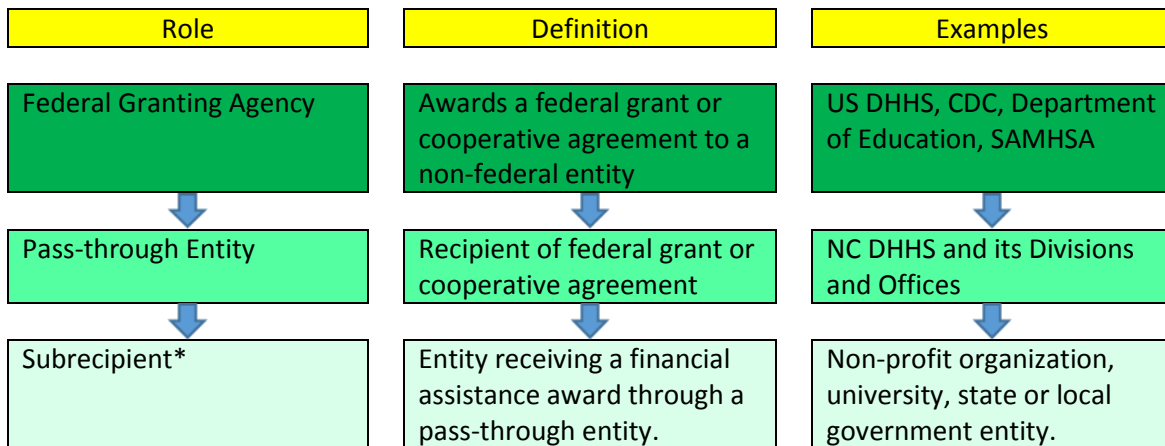 Role
Definition
Examples
Federal Granting Agency
Awards a federal grant or
cooperative agreement to a
non-federal entity
US DHHS, CDC, Department
of Education, SAMHSA
Pass-through Entity
Recipient of federal grant or
cooperative agreement
NC DHHS and its Divisions
and Offices
Subrecipient*
Entity receiving a financial
assistance award through a
pass-through entity.
Non-profit organization,
university, state or local
government entity.